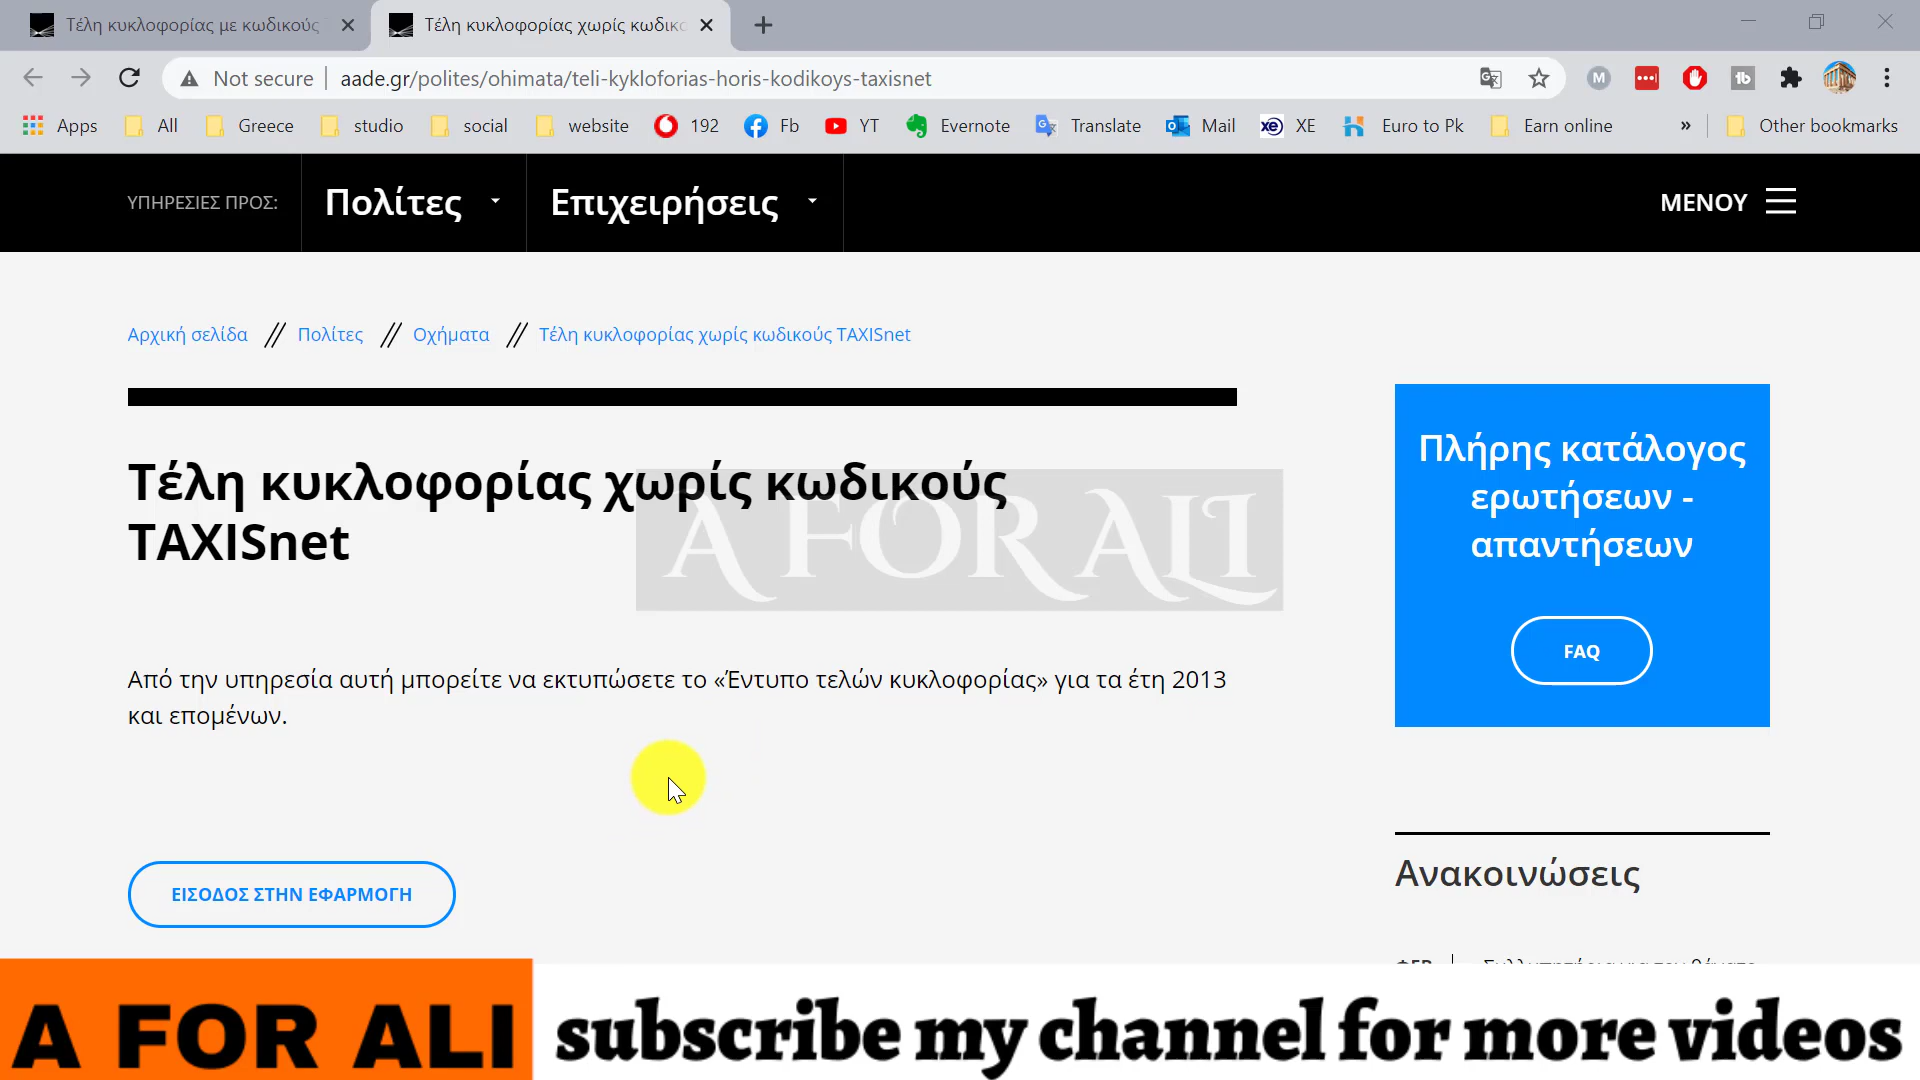 Τέλη κυκλοφορίας με κωδικούς
Τέλη κυκλοφορίας χωρίς κωδικο
Not secure
aade.gr/polites/ohimata/teli-kykloforias-horis-kodikoys-taxisnet
Apps All Greece studio social website 192 Fb YT Evernote Translate Mail XE Euro to Pk Earn online » Other bookmarks
ΥΠΗΡΕΣΙΕΣ ΠΡΟΣ: Πολίτες Επιχειρήσεις ΜΕΝΟΥ
Αρχική σελίδα // Πολίτες // Οχήματα // Τέλη κυκλοφορίας χωρίς κωδικούς TAXISnet
Τέλη κυκλοφορίας χωρίς κωδικούς
TAXISnet
A FOR ALI
Από την υπηρεσία αυτή μπορείτε να εκτυπώσετε το «Έντυπο τελών κυκλοφορίας» για τα έτη 2013
και επομένων.
ΕΙΣΟΔΟΣ ΣΤΗΝ ΕΦΑΡΜΟΓΗ
Πλήρης κατάλογος
ερωτήσεων -
απαντήσεων
FAQ
Ανακοινώσεις
A FOR ALI
subscribe my channel for more videos